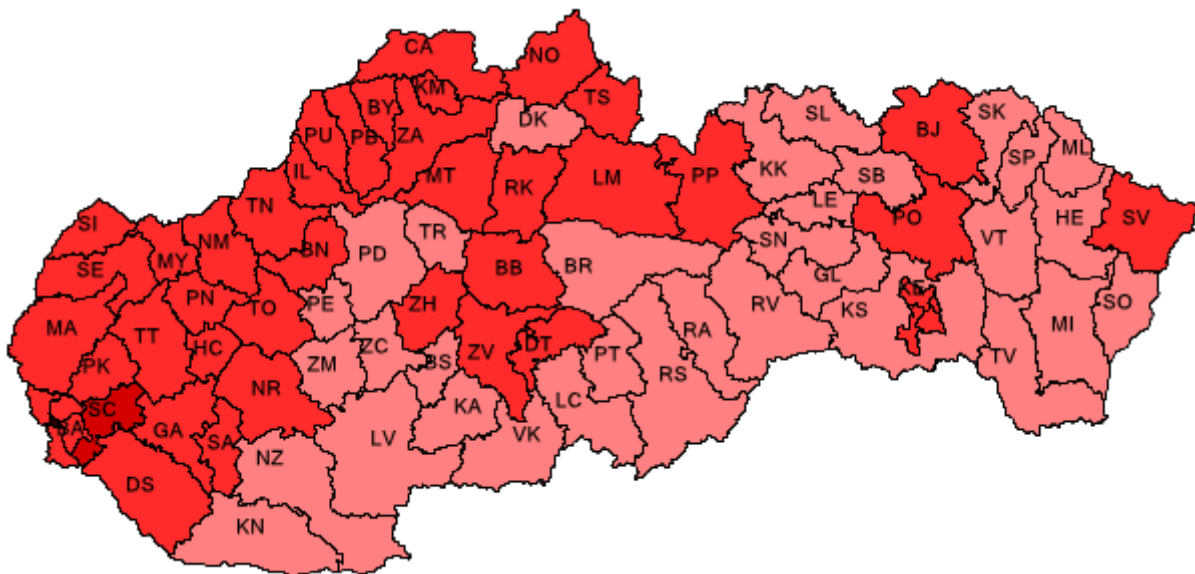 CA
NO
KM
TS
BY
PU
PB
ZA
DK
SL
BJ
SK
SP
ML
IL
MT
RK
LM
PP
KK
SB
TN
LE
SI
NM
BN
PD
TR
BB
BR
SN
PO
VT
HE
SV
SE
MY
PN
TO
PE
ZH
RV
GL
KS
KE
SO
MA
TT
HC
ZM
ZC
BS
ZV
DT
PT
RA
RS
TV
MI
PK
SC
NR
KA
LC
BA
GA
SA
NZ
LV
VK
DS
KN